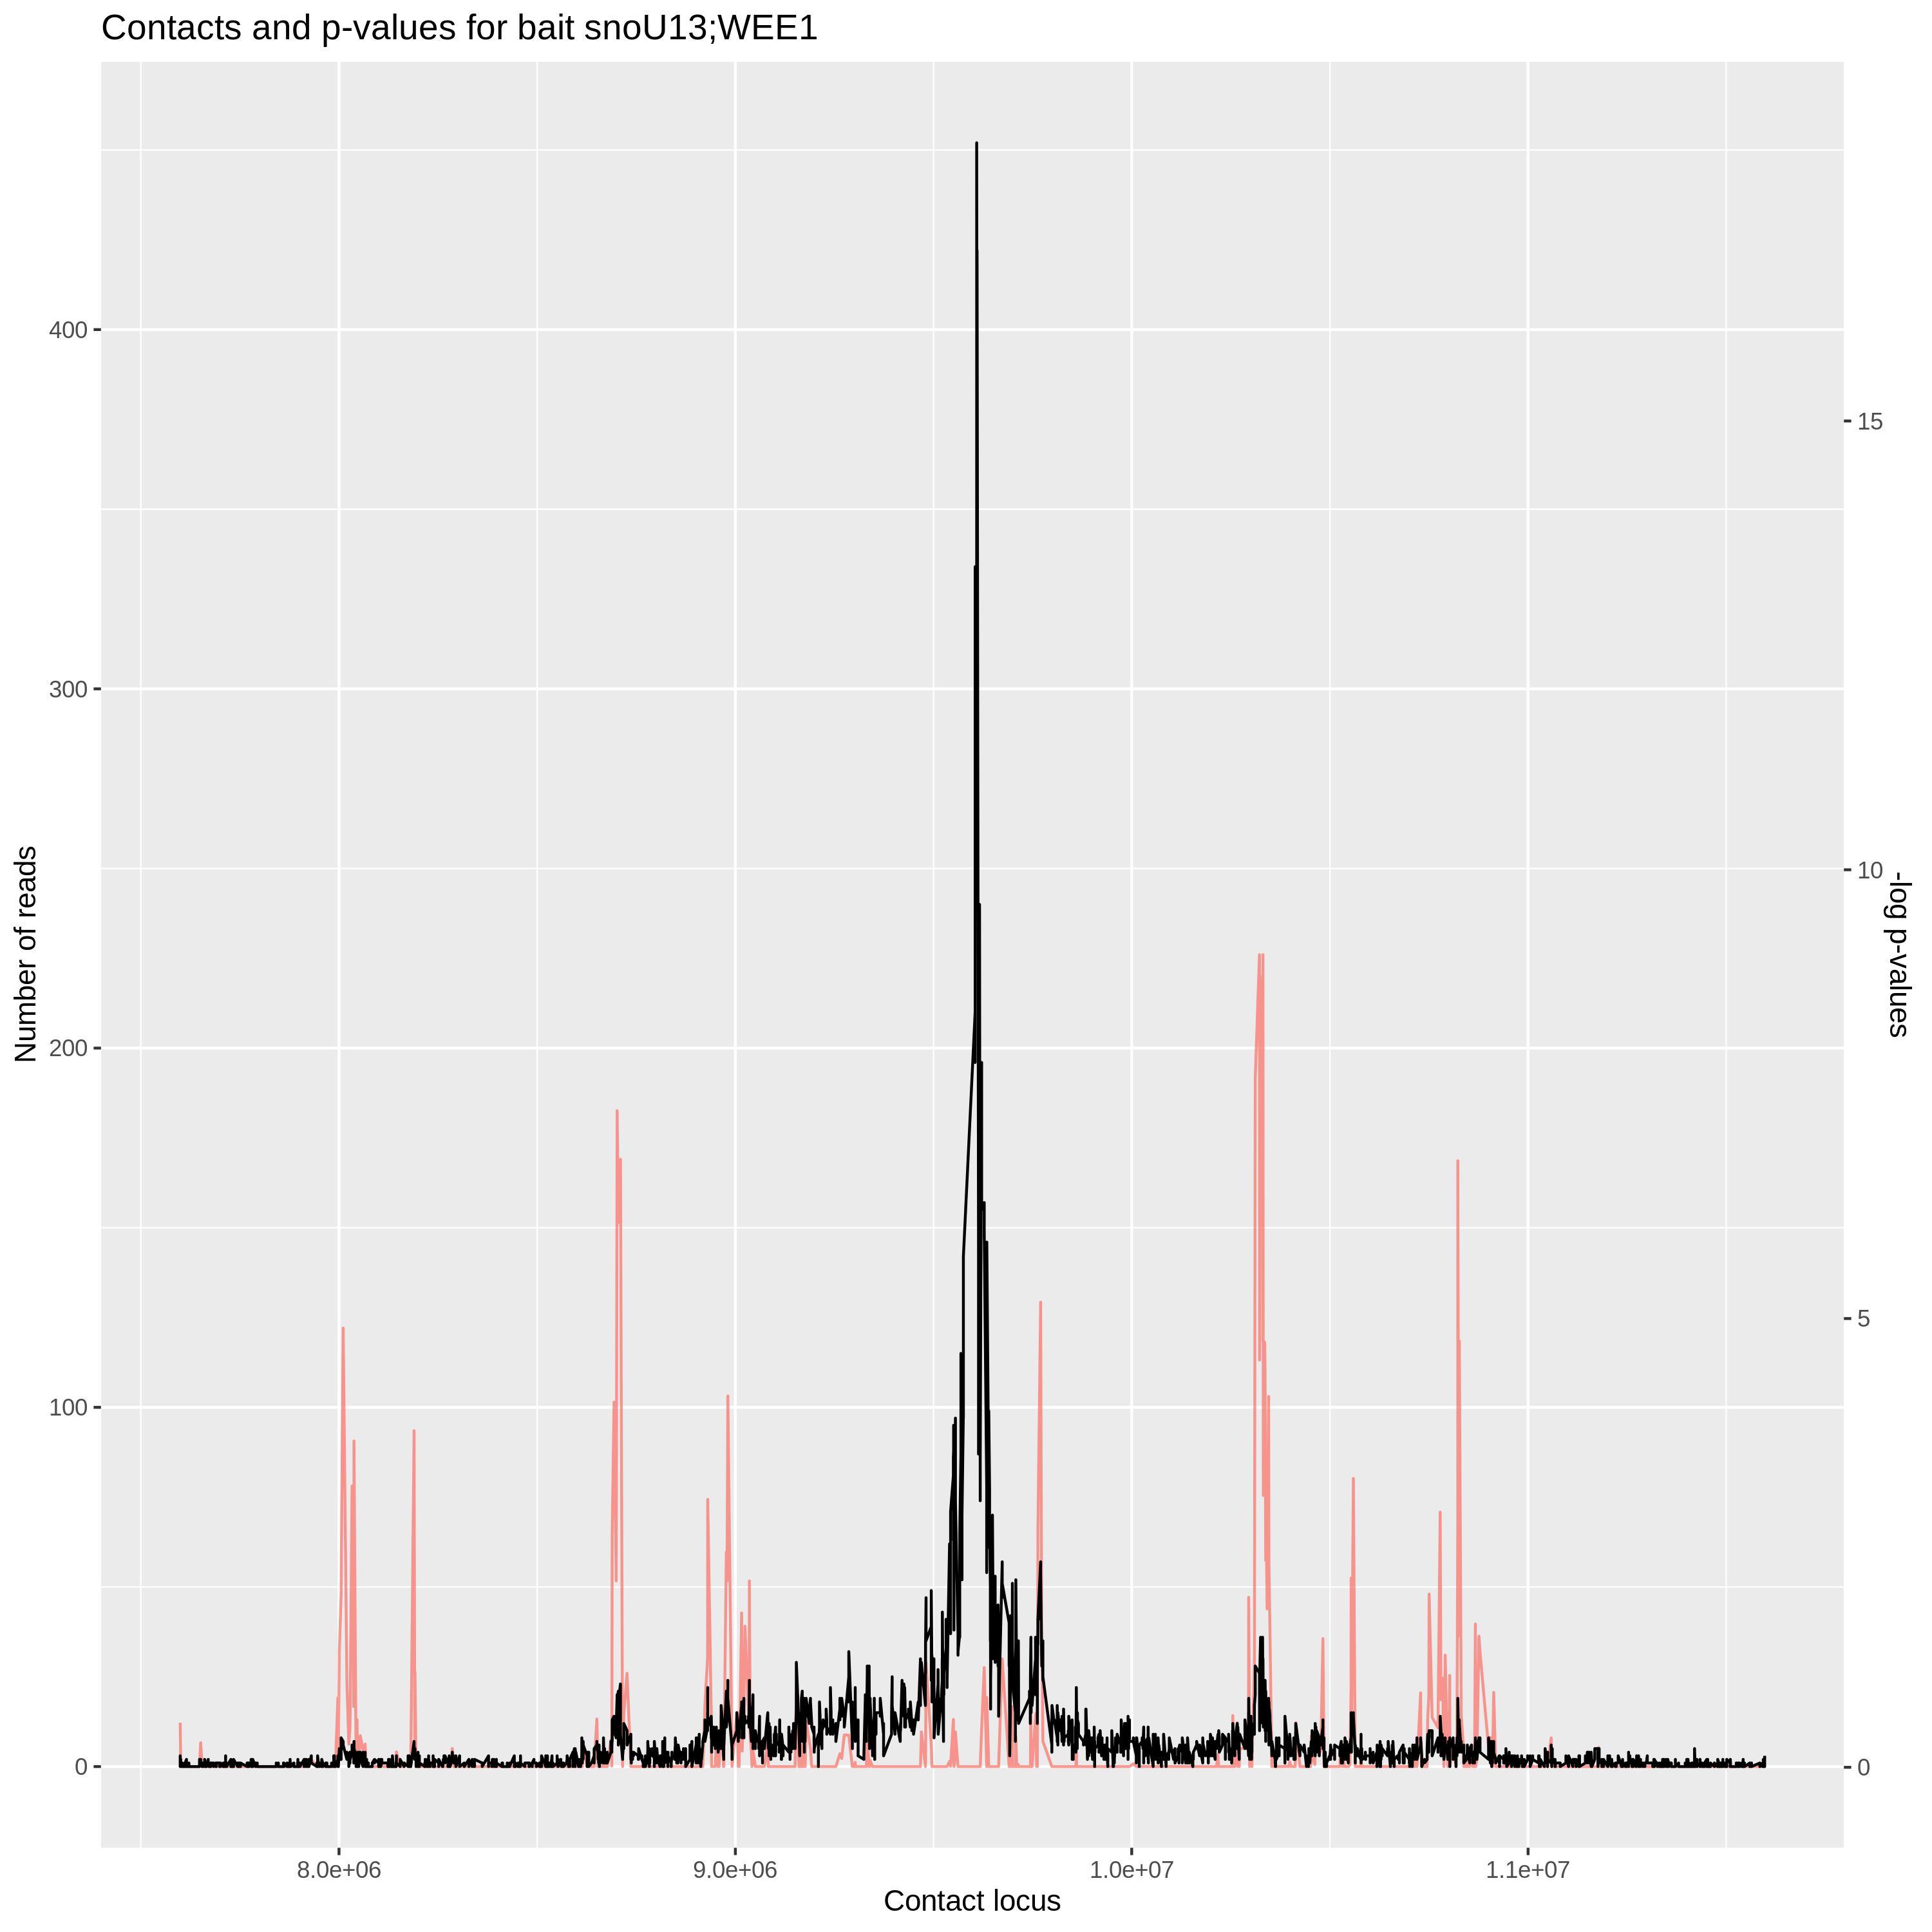 Contacts and p-values for bait snoU13;WEE1
400
300
200
100
0
Number of reads
15
10
5
0
-log p-values
8.0e+06
9.0e+06
1.0e+07
1.1e+07
Contact locus